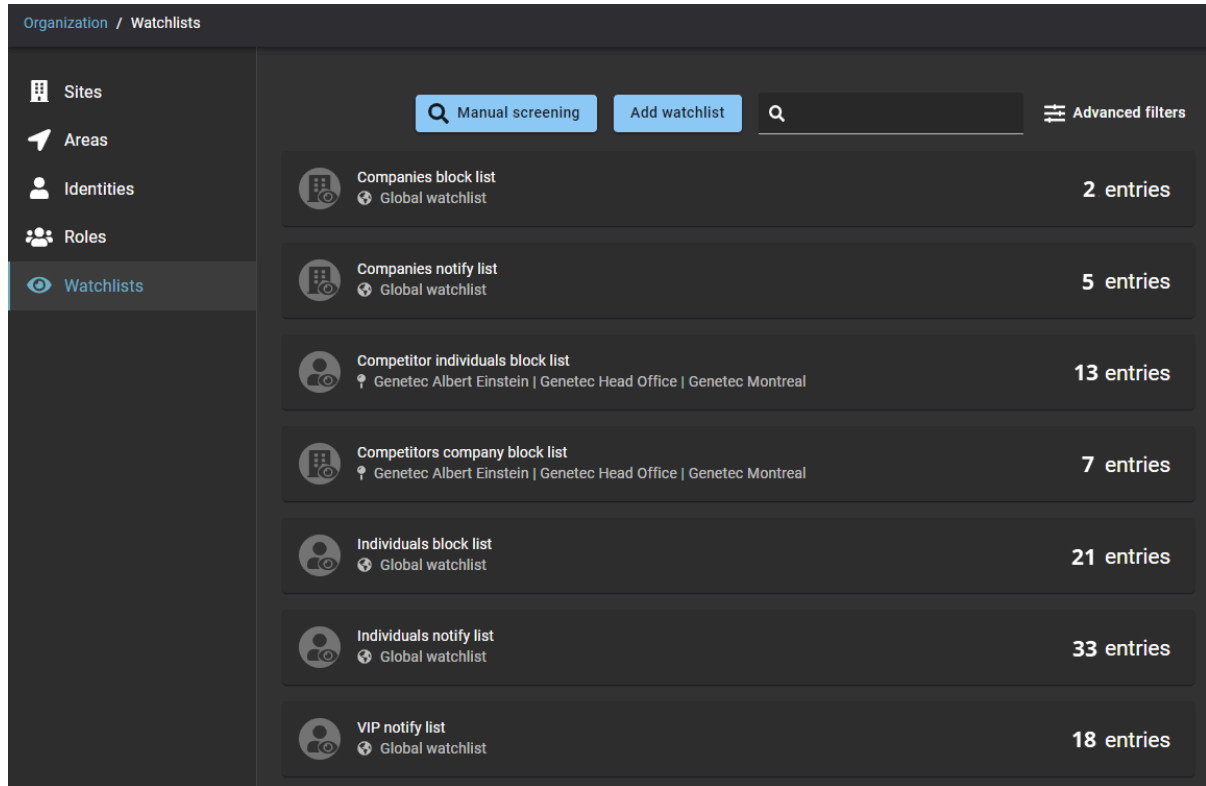 Organization / Watchlists
Sites
Areas
Identities
Roles
Watchlists
Manual screening
Add watchlist
Advanced filters
Companies block list
Global watchlist
2 entries
Companies notify list
Global watchlist
5 entries
Competitor individuals block list
Genetec Albert Einstein | Genetec Head Office | Genetec Montreal
13 entries
Competitors company block list
Genetec Albert Einstein | Genetec Head Office | Genetec Montreal
7 entries
Individuals block list
Global watchlist
21 entries
Individuals notify list
Global watchlist
33 entries
VIP notify list
Global watchlist
18 entries